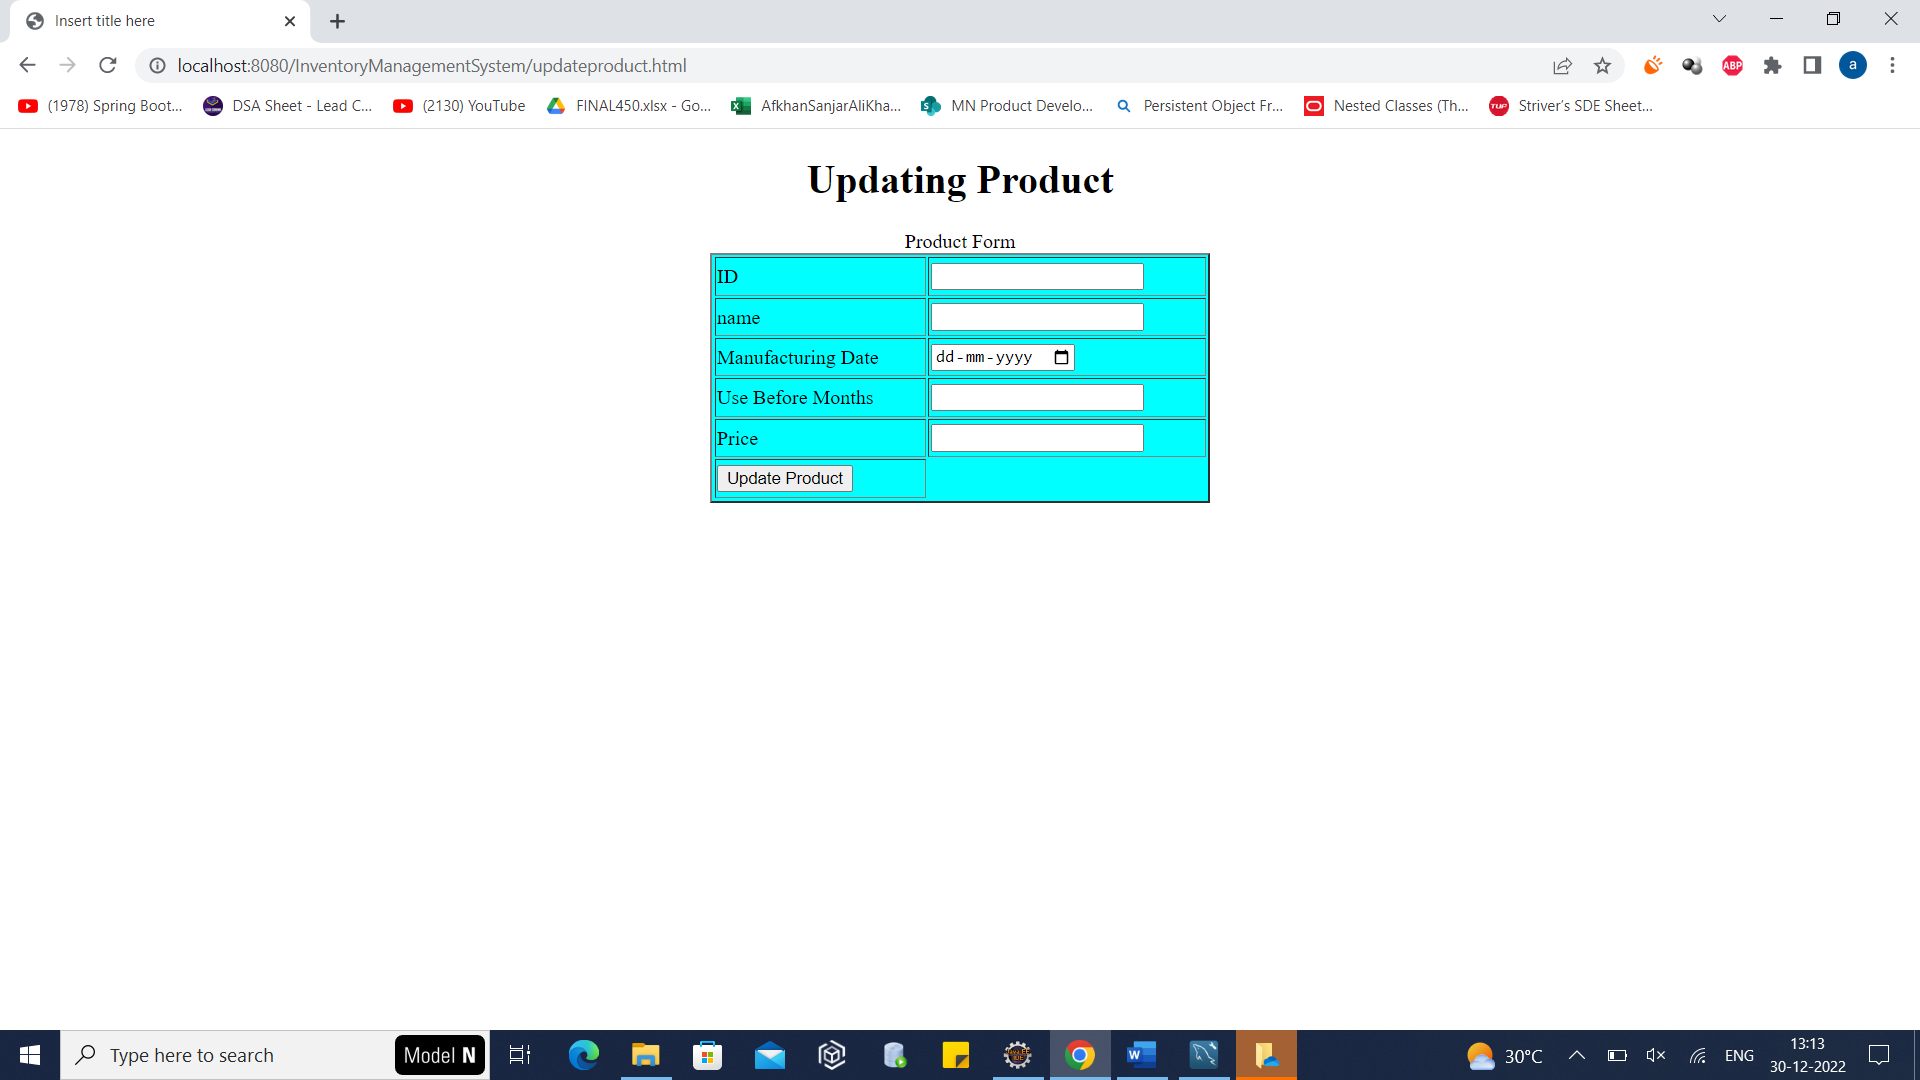 Insert title here
localhost:8080/InventoryManagementSystem/updateproduct.html
ABP
a
(1978) Spring Boot...
DSA Sheet - Lead C...
(2130) YouTube
FINAL450.xlsx - Go...
AfkhanSanjarAliKha...
MN Product Develo...
Persistent Object Fr...
Nested Classes (Th...
TUF
Striver's SDE Sheet...
Updating Product
Product Form
ID
name
Manufacturing Date
dd-mm-yyyy
Use Before Months
Price
Update Product
Type here to search
Model N
30°C
ENG
13:13
30-12-2022